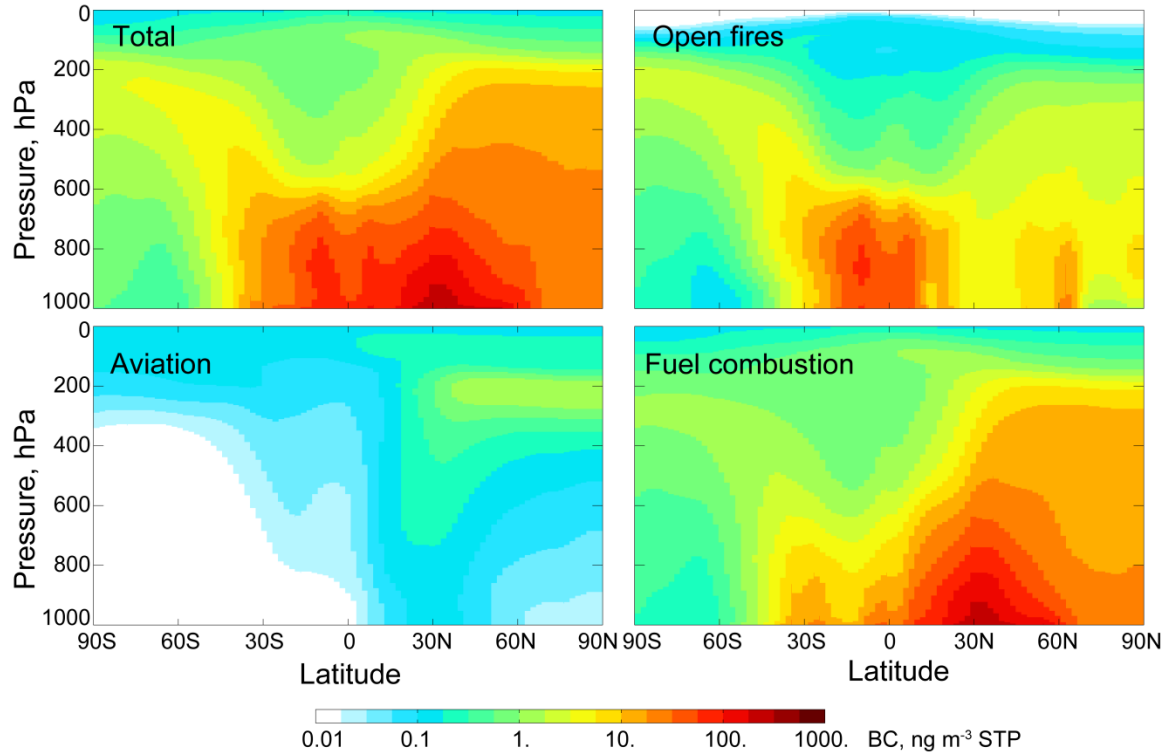 Total
Open fires
0
200
400
600
800
1000
Pressure, hPa
Aviation
Fuel combustion
0
200
400
600
800
1000
Pressure, hPa
90S 60S 30S 0 30N 60N 90N
90S 60S 30S 0 30N 60N 90N
Latitude
Latitude
0.01 0.1 1. 10. 100. 1000. BC, ng m⁻³ STP